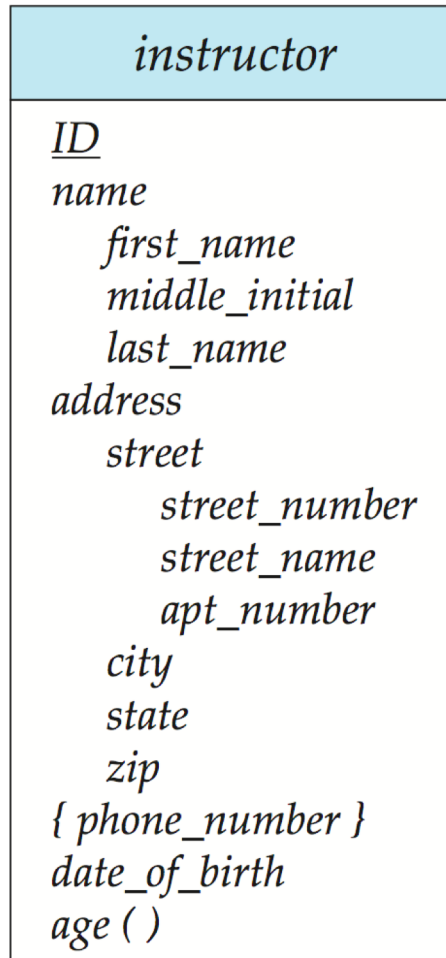 instructor
ID
name
first_name
middle_initial
last_name
address
street
street_number
street_name
apt_number
city
state
zip
{ phone_number }
date_of_birth
age ( )